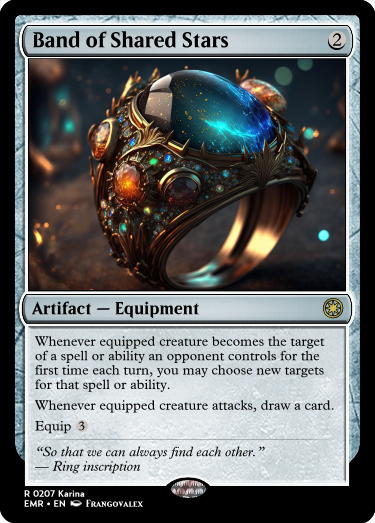 Band of Shared Stars 2
Artifact — Equipment
Whenever equipped creature becomes the target
of a spell or ability an opponent controls for the
first time each turn, you may choose new targets
for that spell or ability.
Whenever equipped creature attacks, draw a card.
Equip 3
“So that we can always find each other.”
— Ring inscription
R 0207 Karina
EMR • EN Frangovalex